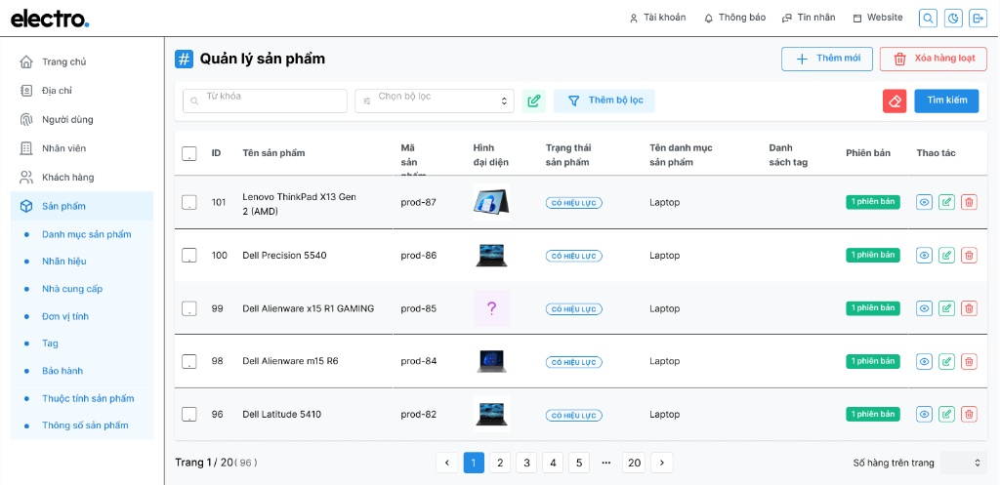 electro.
Tài khoản
Thông báo
Tin nhắn
Website
Trang chủ
Địa chỉ
Người dùng
Nhân viên
Khách hàng
Sản phẩm
Danh mục sản phẩm
Nhãn hiệu
Nhà cung cấp
Đơn vị tính
Tag
Bảo hành
Thuộc tính sản phẩm
Thông số sản phẩm
# Quản lý sản phẩm
Thêm mới
Xóa hàng loạt
Từ khóa
Chọn bộ lọc
Thêm bộ lọc
Tìm kiếm
ID
Tên sản phẩm
Mã
sản
phẩm
Hình
đại diện
Trạng thái
sản phẩm
Tên danh mục
sản phẩm
Danh
sách tag
Phiên bản
Thao tác
101
Lenovo ThinkPad X13 Gen
2 (AMD)
prod-87
CÓ HIỆU LỰC
Laptop
1 phiên bản
100
Dell Precision 5540
prod-86
CÓ HIỆU LỰC
Laptop
1 phiên bản
99
Dell Alienware x15 R1 GAMING
prod-85
?
CÓ HIỆU LỰC
Laptop
1 phiên bản
98
Dell Alienware m15 R6
prod-84
CÓ HIỆU LỰC
Laptop
1 phiên bản
96
Dell Latitude 5410
prod-82
CÓ HIỆU LỰC
Laptop
1 phiên bản
Trang 1 / 20 ( 96 )
1 2 3 4 5 ··· 20
Số hàng trên trang